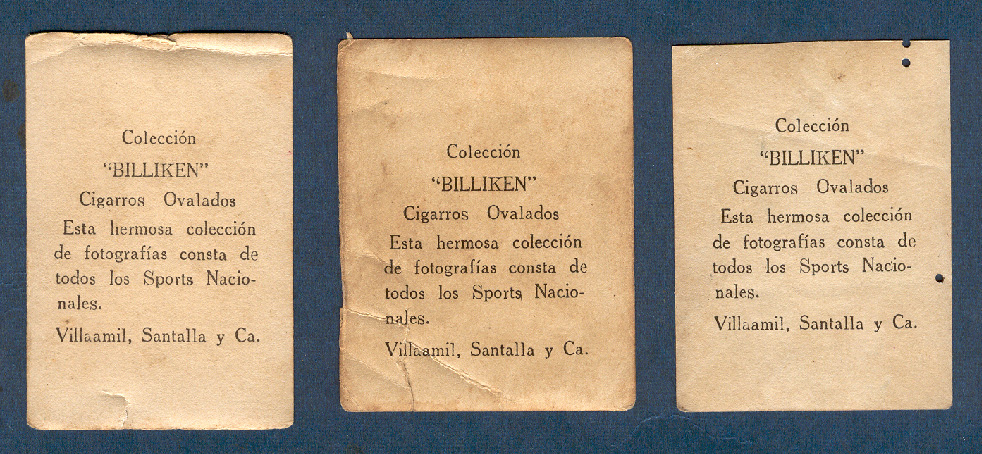 Colección
"BILLIKEN"
Cigarros Ovalados
Esta hermosa colección
de fotografías consta de
todos los Sports Nacio-
nales.
Villaamil, Santalla y Ca.
Colección
"BILLIKEN"
Cigarros Ovalados
Esta hermosa colección
de fotografías consta de
todos los Sports Nacio-
nales.
Villaamil, Santalla y Ca.
Colección
"BILLIKEN"
Cigarros Ovalados
Esta hermosa colección
de fotografías consta de
todos los Sports Nacio-
nales.
Villaamil, Santalla y Ca.